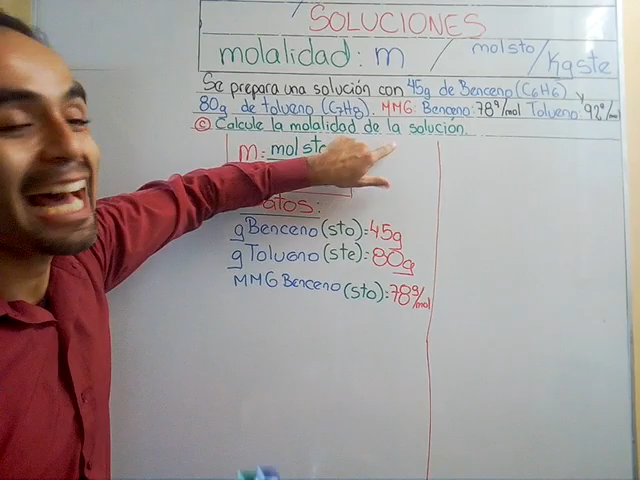 SOLUCIONES
molalidad: m / mol sto / Kg ste
Se prepara una solución con 45g de Benceno (C6H6) y
80g de tolueno (C7H8). MMG: Benceno: 78 g/mol Tolueno: 92 g/mol
© Calcule la molalidad de la solución.
m = mol sto
Datos:
g Benceno (sto) = 45g
g Tolueno (ste) = 80g
MMG Benceno (sto) = 78 g/mol